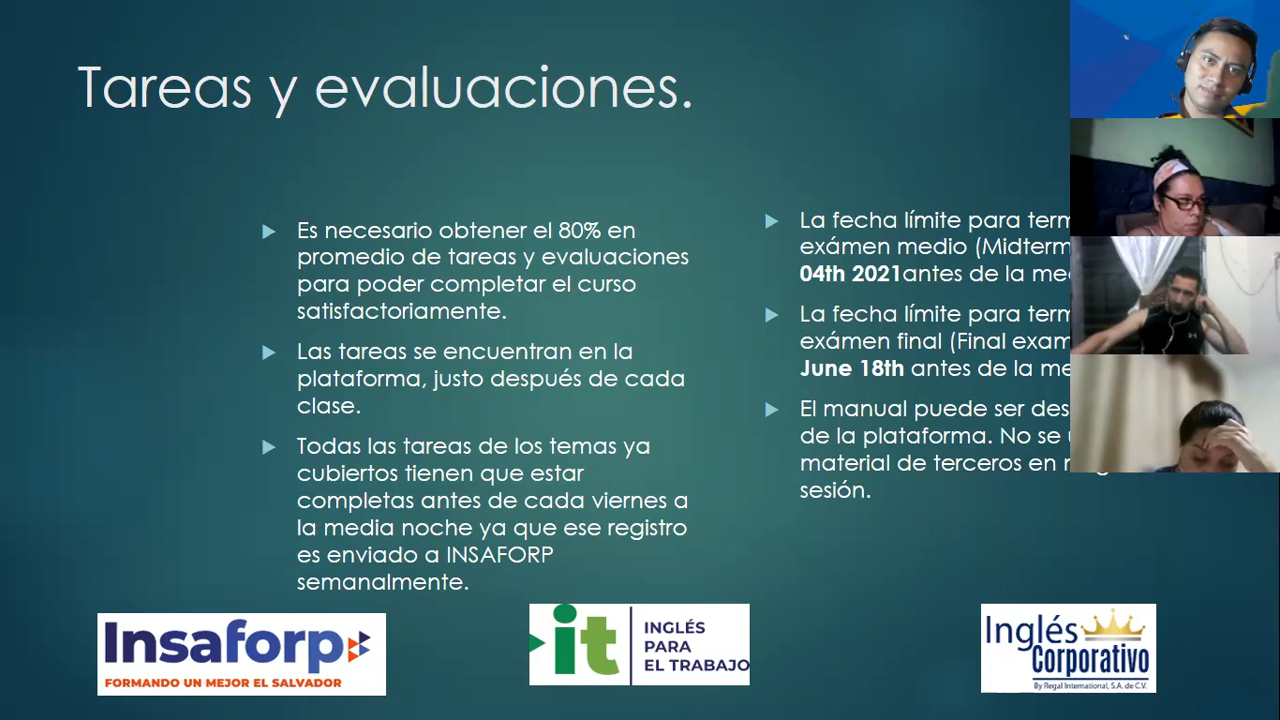 Tareas y evaluaciones.
Es necesario obtener el 80% en
promedio de tareas y evaluaciones
para poder completar el curso
satisfactoriamente.
Las tareas se encuentran en la
plataforma, justo después de cada
clase.
Todas las tareas de los temas ya
cubiertos tienen que estar
completas antes de cada viernes a
la media noche ya que ese registro
es enviado a INSAFORP
semanalmente.
La fecha límite para
exámen medio (Midterm
04th 2021antes de la
La fecha límite para
exámen final (Final exam
June 18th antes de la
El manual puede ser
de la plataforma. No se
material de terceros en
sesión.
Insaforp
FORMANDO UN MEJOR EL SALVADOR
it
INGLÉS
PARA
EL TRABAJO
Inglés
Corporativo
By Regal International, S.A. de C.V.